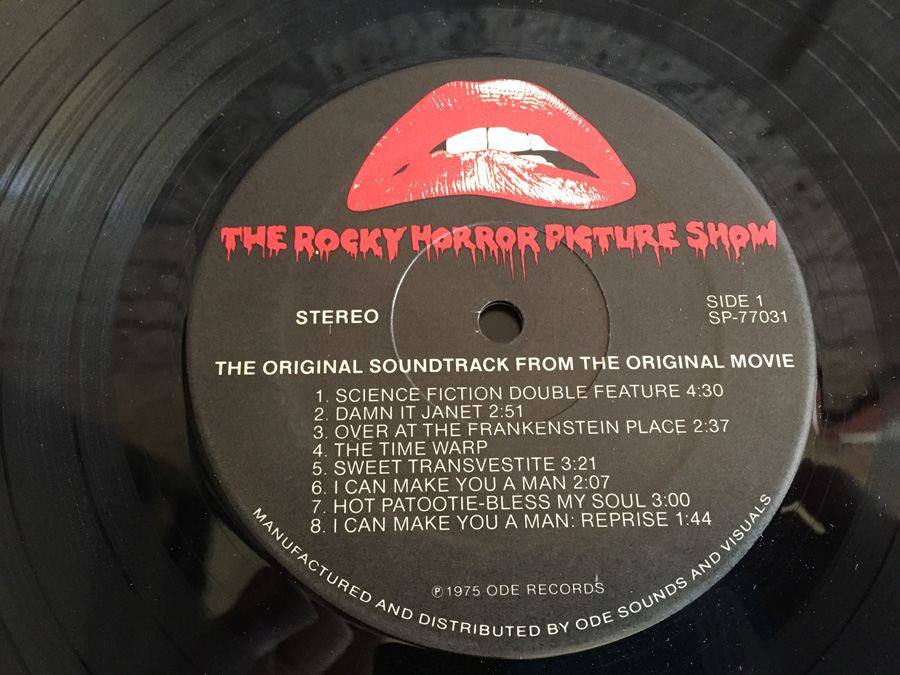 THE ROCKY HORROR PICTURE SHOW
STEREO
SIDE 1
SP-77031
THE ORIGINAL SOUNDTRACK FROM THE ORIGINAL MOVIE
1. SCIENCE FICTION DOUBLE FEATURE 4:30
2. DAMN IT JANET 2:51
3. OVER AT THE FRANKENSTEIN PLACE 2:37
4. THE TIME WARP
5. SWEET TRANSVESTITE 3:21
6. I CAN MAKE YOU A MAN 2:07
7. HOT PATOOTIE-BLESS MY SOUL 3:00
8. I CAN MAKE YOU A MAN: REPRISE 1:44
℗ 1975 ODE RECORDS
MANUFACTURED AND DISTRIBUTED BY ODE SOUNDS AND VISUALS